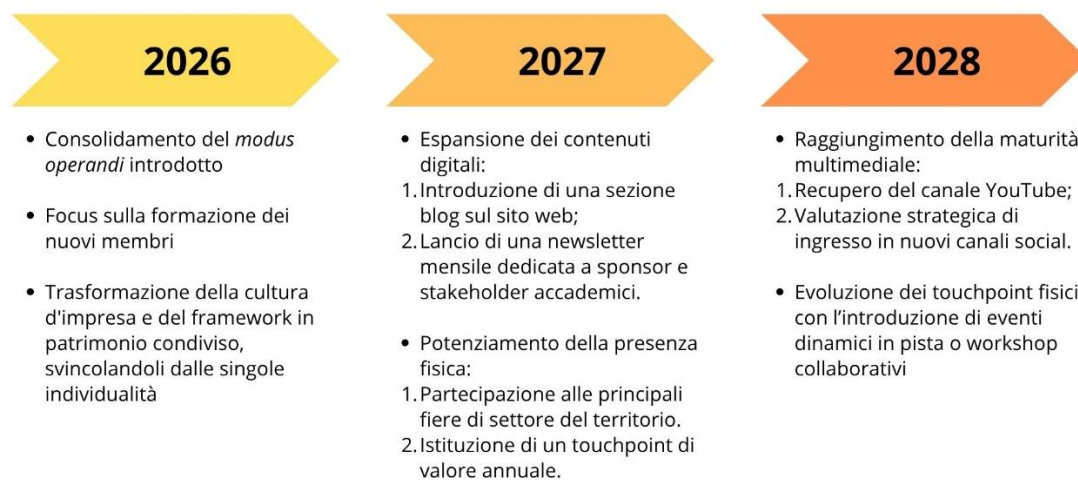 2026
• Consolidamento del modus
operandi introdotto
• Focus sulla formazione dei
nuovi membri
• Trasformazione della cultura
d'impresa e del framework in
patrimonio condiviso,
svincolandoli dalle singole
individualità
2027
• Espansione dei contenuti
digitali:
1. Introduzione di una sezione
blog sul sito web;
2. Lancio di una newsletter
mensile dedicata a sponsor e
stakeholder accademici.
• Potenziamento della presenza
fisica:
1. Partecipazione alle principali
fiere di settore del territorio.
2. Istituzione di un touchpoint di
valore annuale.
2028
• Raggiungimento della maturità
multimediale:
1. Recupero del canale YouTube;
2. Valutazione strategica di
ingresso in nuovi canali social.
• Evoluzione dei touchpoint fisici
con l’introduzione di eventi
dinamici in pista o workshop
collaborativi